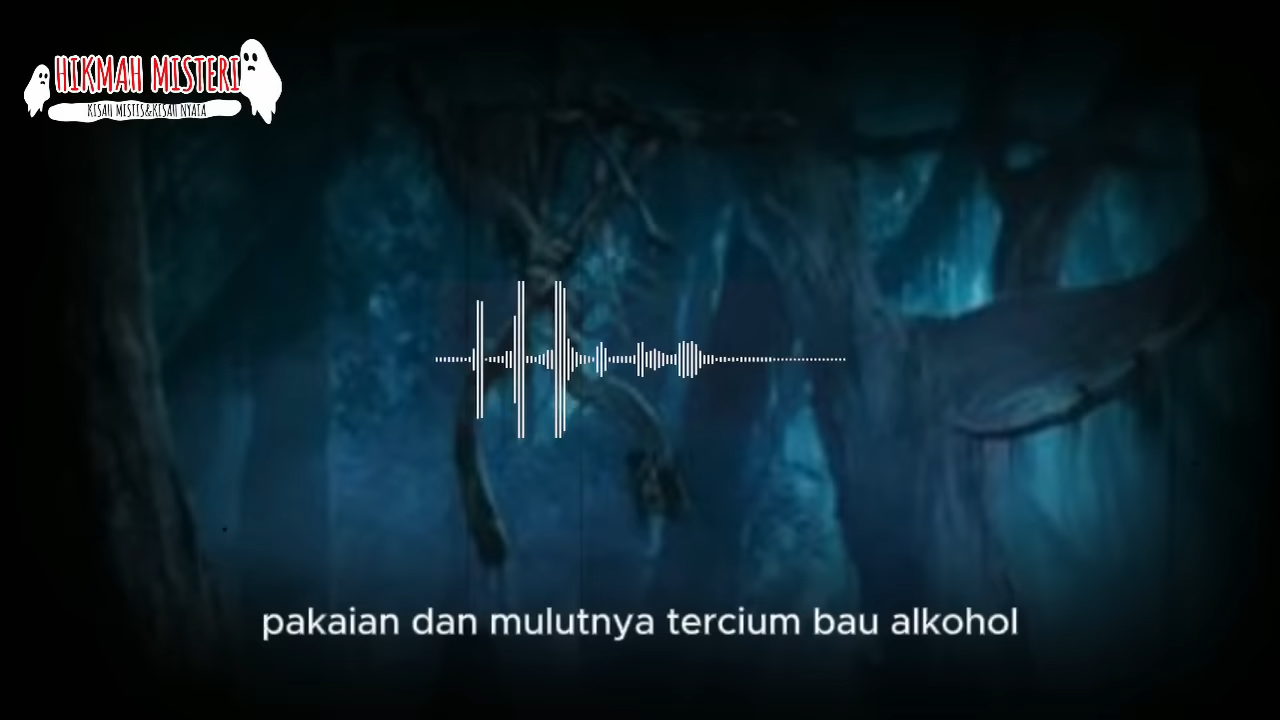 HIKMAH MISTERI
KISAH MISTIS&KISAH NYATA
pakaian dan mulutnya tercium bau alkohol